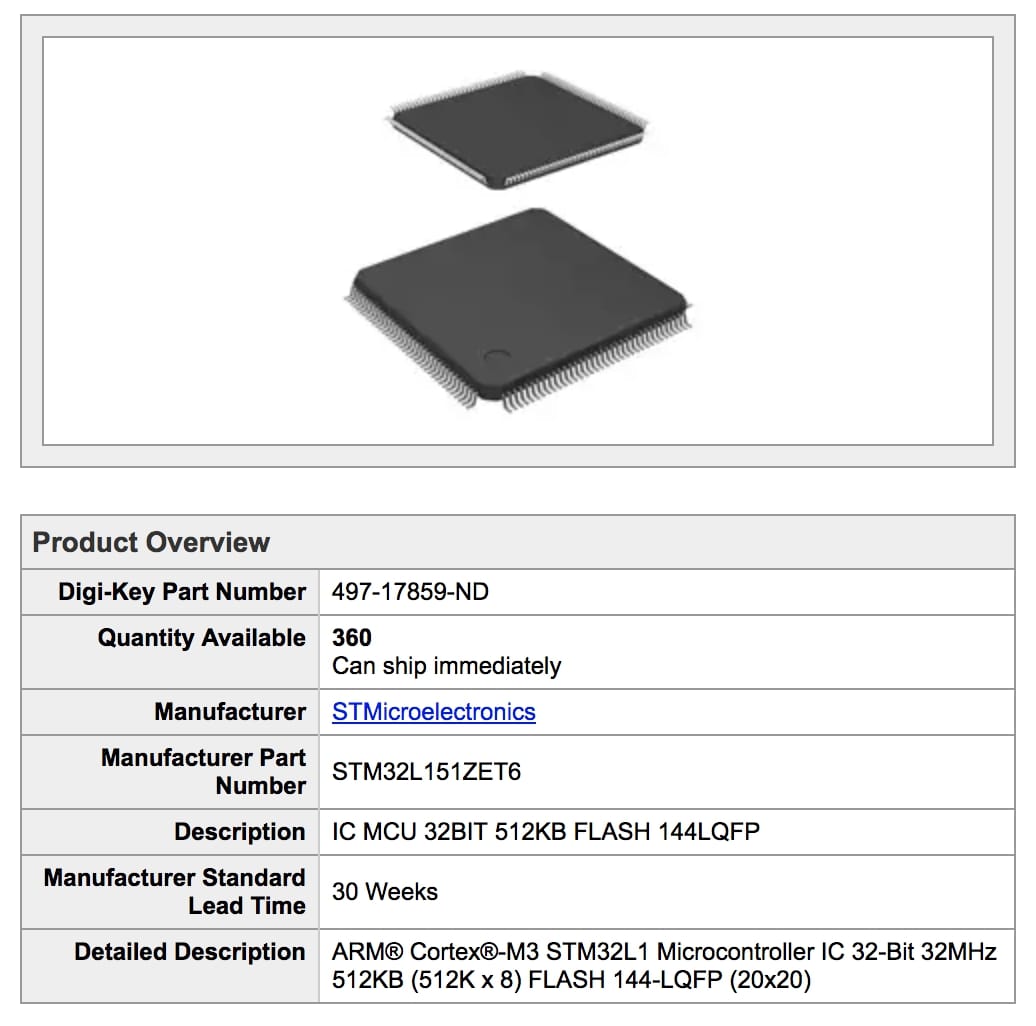 Product Overview
Digi-Key Part Number 497-17859-ND
Quantity Available 360
Can ship immediately
Manufacturer STMicroelectronics
Manufacturer Part
Number STM32L151ZET6
Description IC MCU 32BIT 512KB FLASH 144LQFP
Manufacturer Standard
Lead Time 30 Weeks
Detailed Description ARM® Cortex®-M3 STM32L1 Microcontroller IC 32-Bit 32MHz
512KB (512K x 8) FLASH 144-LQFP (20x20)